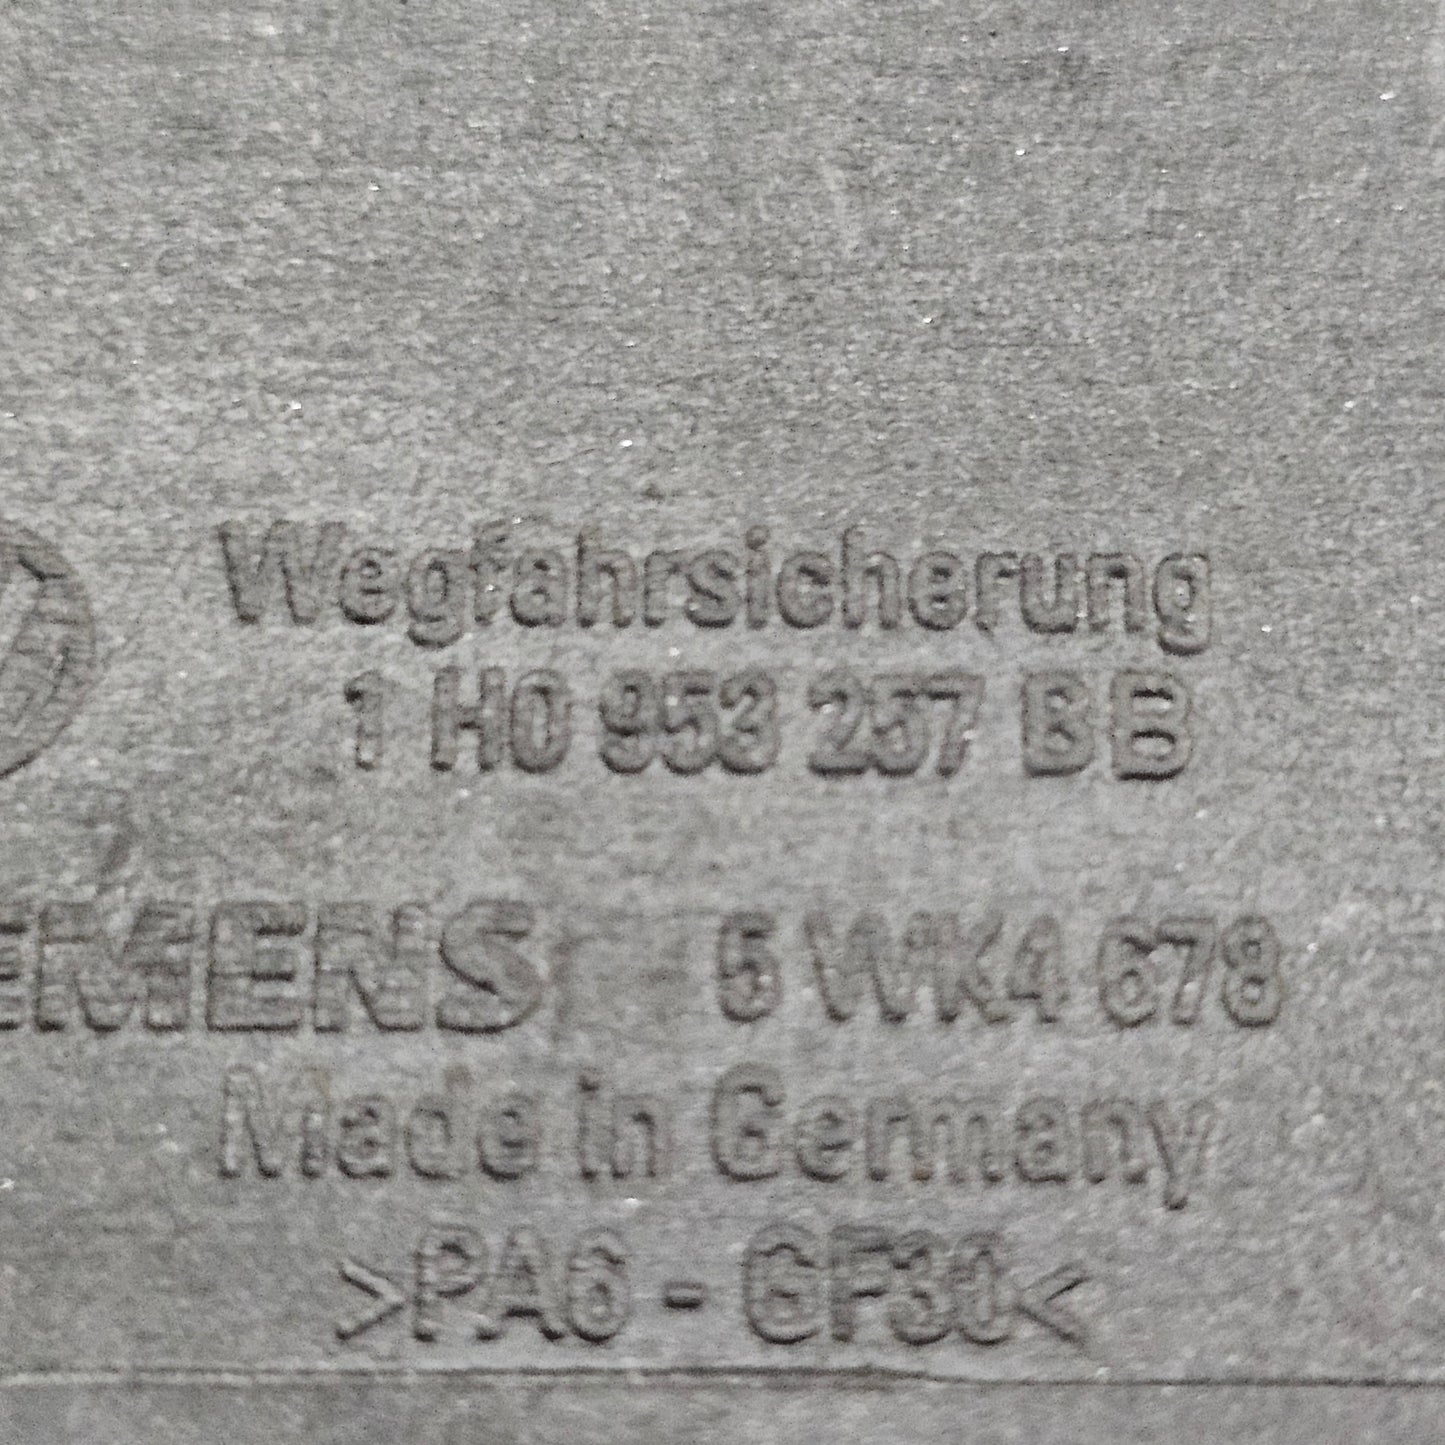 Wegfahrsicherung
1 H0 953 257 BB
EMENS 5 WK4 678
Made in Germany
>PA6 - GF30<